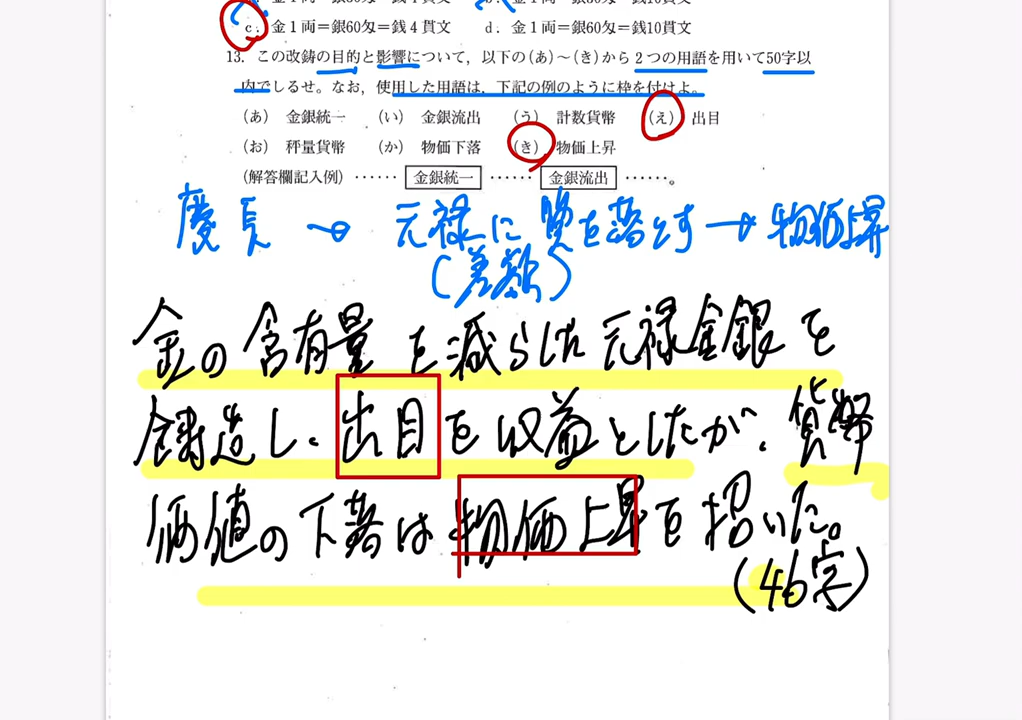 c. 金1両=銀60匁=銭4貫文 d. 金1両=銀60匁=銭10貫文
13. この改鋳の目的と影響について，以下の(あ)～(き)から2つの用語を用いて50字以
内でしるせ。なお，使用した用語は，下記の例のように枠を付けよ。
(あ) 金銀統一 (い) 金銀流出 (う) 計数貨幣 (え) 出目
(お) 秤量貨幣 (か) 物価下落 (き) 物価上昇
(解答欄記入例) …… 金銀統一 …… 金銀流出 ……。
慶長 → 元禄に 質を落とす → 物価上昇
(差額)
金の含有量を減らした元禄金銀を
鋳造し、出目を収益としたが、貨幣
価値の下落は物価上昇を招いた。
(46字)